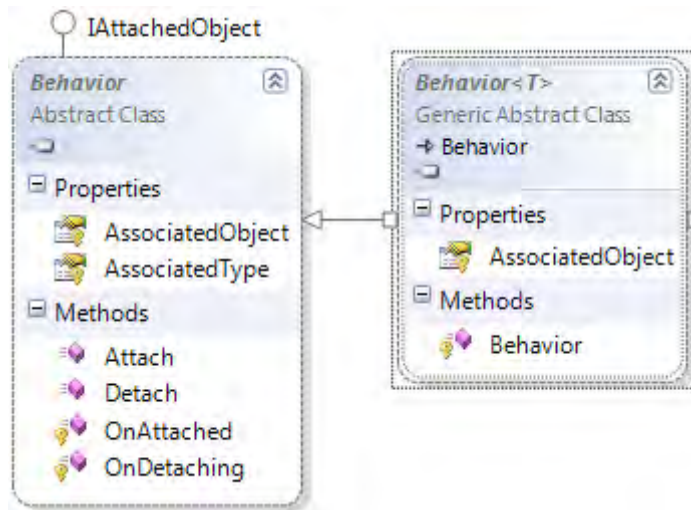 IAttachedObject
Behavior
Abstract Class
Properties
AssociatedObject
AssociatedType
Methods
Attach
Detach
OnAttached
OnDetaching
Behavior<T>
Generic Abstract Class
Behavior
Properties
AssociatedObject
Methods
Behavior